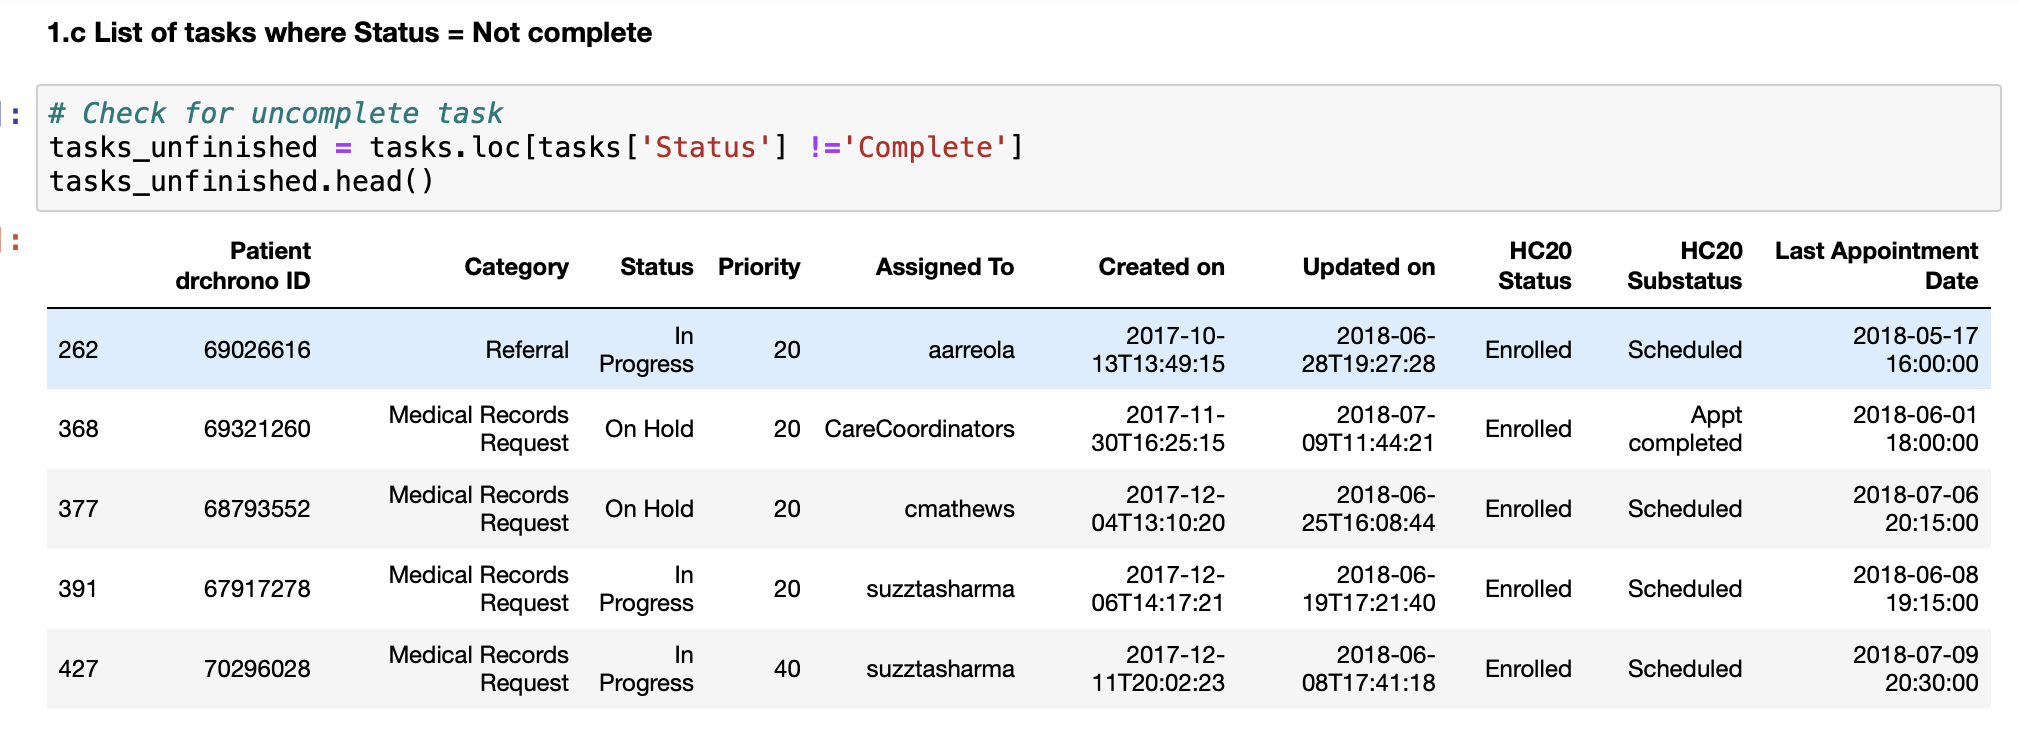 1.c List of tasks where Status = Not complete
]:
# Check for uncomplete task
tasks_unfinished = tasks.loc[tasks['Status'] !='Complete']
tasks_unfinished.head()
]:
Patient drchrono ID Category Status Priority Assigned To Created on Updated on HC20 Status HC20 Substatus Last Appointment Date
262 69026616 Referral In Progress 20 aarreola 2017-10-13T13:49:15 2018-06-28T19:27:28 Enrolled Scheduled 2018-05-17 16:00:00
368 69321260 Medical Records Request On Hold 20 CareCoordinators 2017-11-30T16:25:15 2018-07-09T11:44:21 Enrolled Appt completed 2018-06-01 18:00:00
377 68793552 Medical Records Request On Hold 20 cmathews 2017-12-04T13:10:20 2018-06-25T16:08:44 Enrolled Scheduled 2018-07-06 20:15:00
391 67917278 Medical Records Request In Progress 20 suzztasharma 2017-12-06T14:17:21 2018-06-19T17:21:40 Enrolled Scheduled 2018-06-08 19:15:00
427 70296028 Medical Records Request In Progress 40 suzztasharma 2017-12-11T20:02:23 2018-06-08T17:41:18 Enrolled Scheduled 2018-07-09 20:30:00